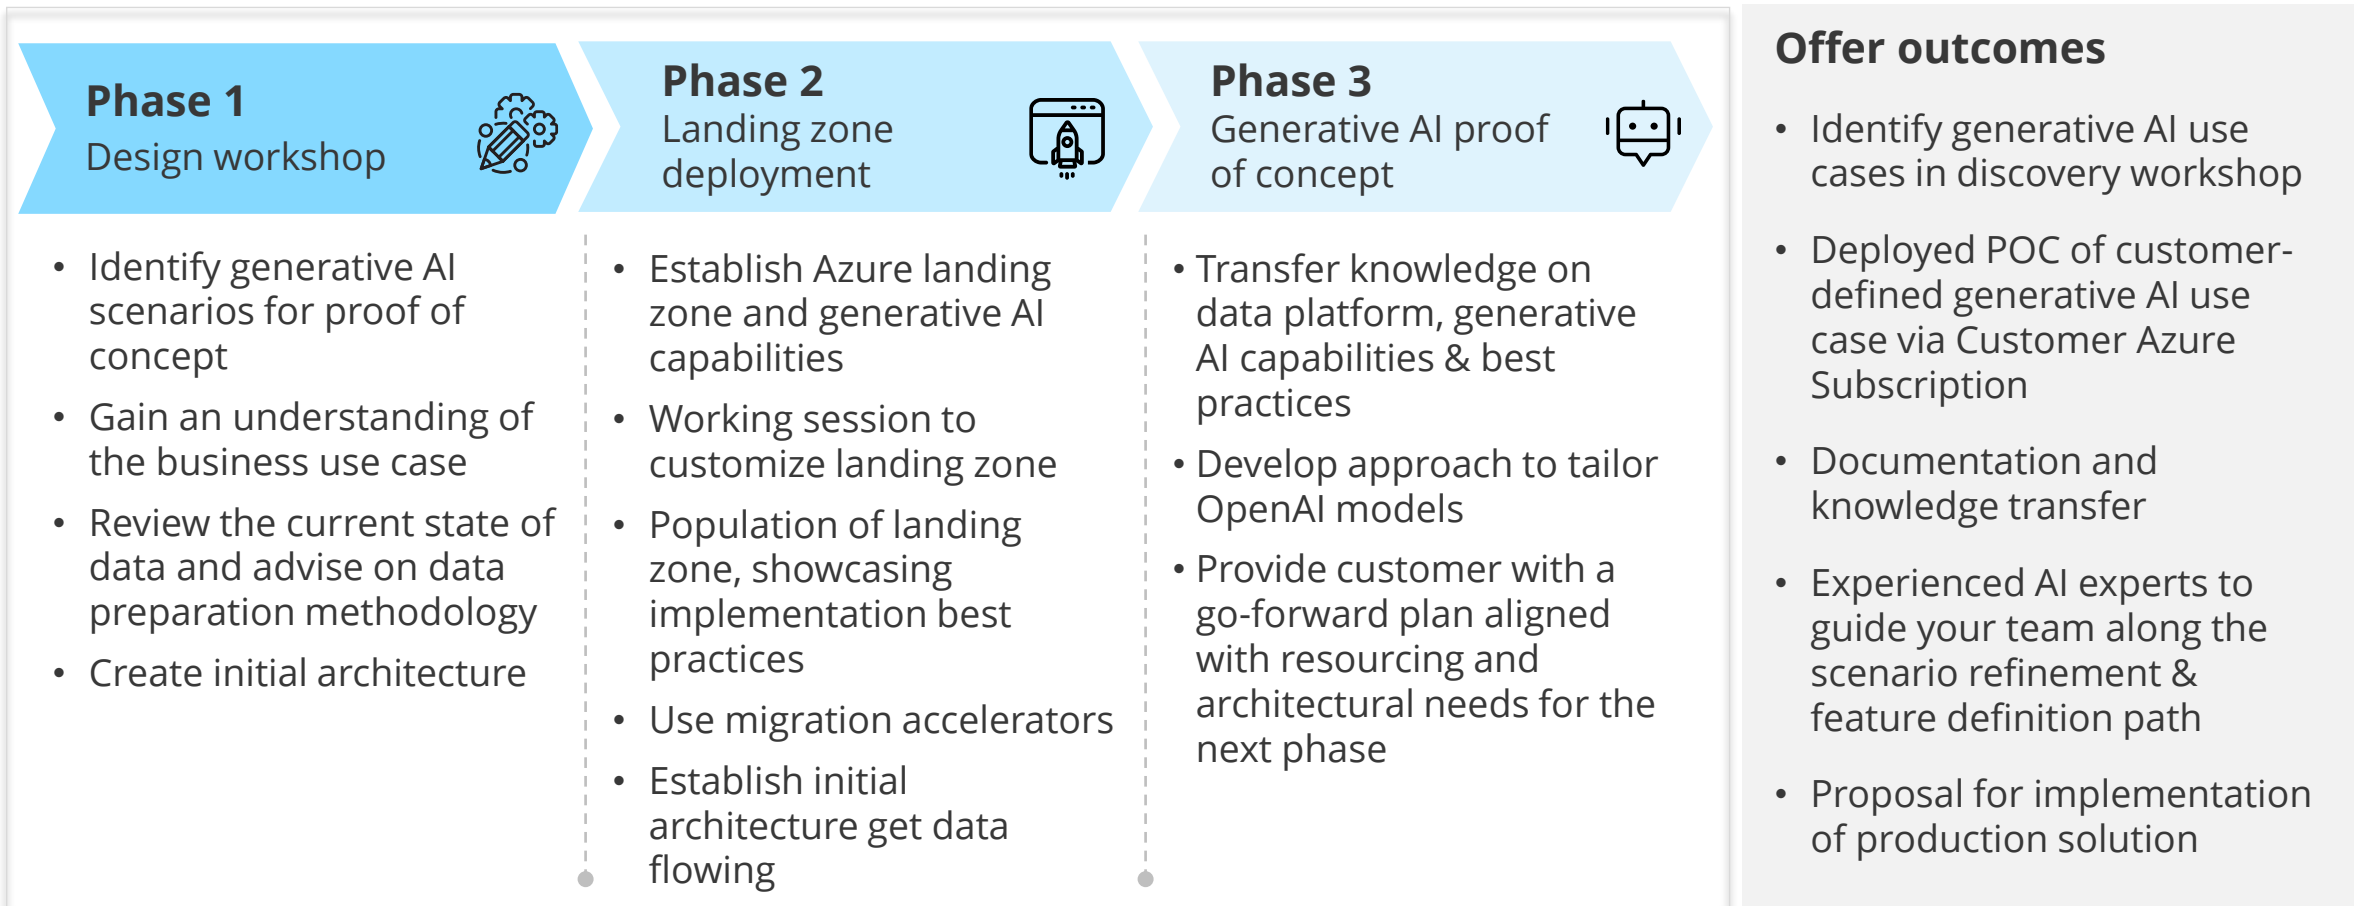 Phase 1
Design workshop
• Identify generative AI
scenarios for proof of
concept
• Gain an understanding of
the business use case
• Review the current state of
data and advise on data
preparation methodology
• Create initial architecture
Phase 2
Landing zone
deployment
• Establish Azure landing
zone and generative AI
capabilities
• Working session to
customize landing zone
• Population of landing
zone, showcasing
implementation best
practices
• Use migration accelerators
• Establish initial
architecture get data
flowing
Phase 3
Generative AI proof
of concept
• Transfer knowledge on
data platform, generative
AI capabilities & best
practices
• Develop approach to tailor
OpenAI models
• Provide customer with a
go-forward plan aligned
with resourcing and
architectural needs for the
next phase
Offer outcomes
• Identify generative AI use
cases in discovery workshop
• Deployed POC of customer-
defined generative AI use
case via Customer Azure
Subscription
• Documentation and
knowledge transfer
• Experienced AI experts to
guide your team along the
scenario refinement &
feature definition path
• Proposal for implementation
of production solution